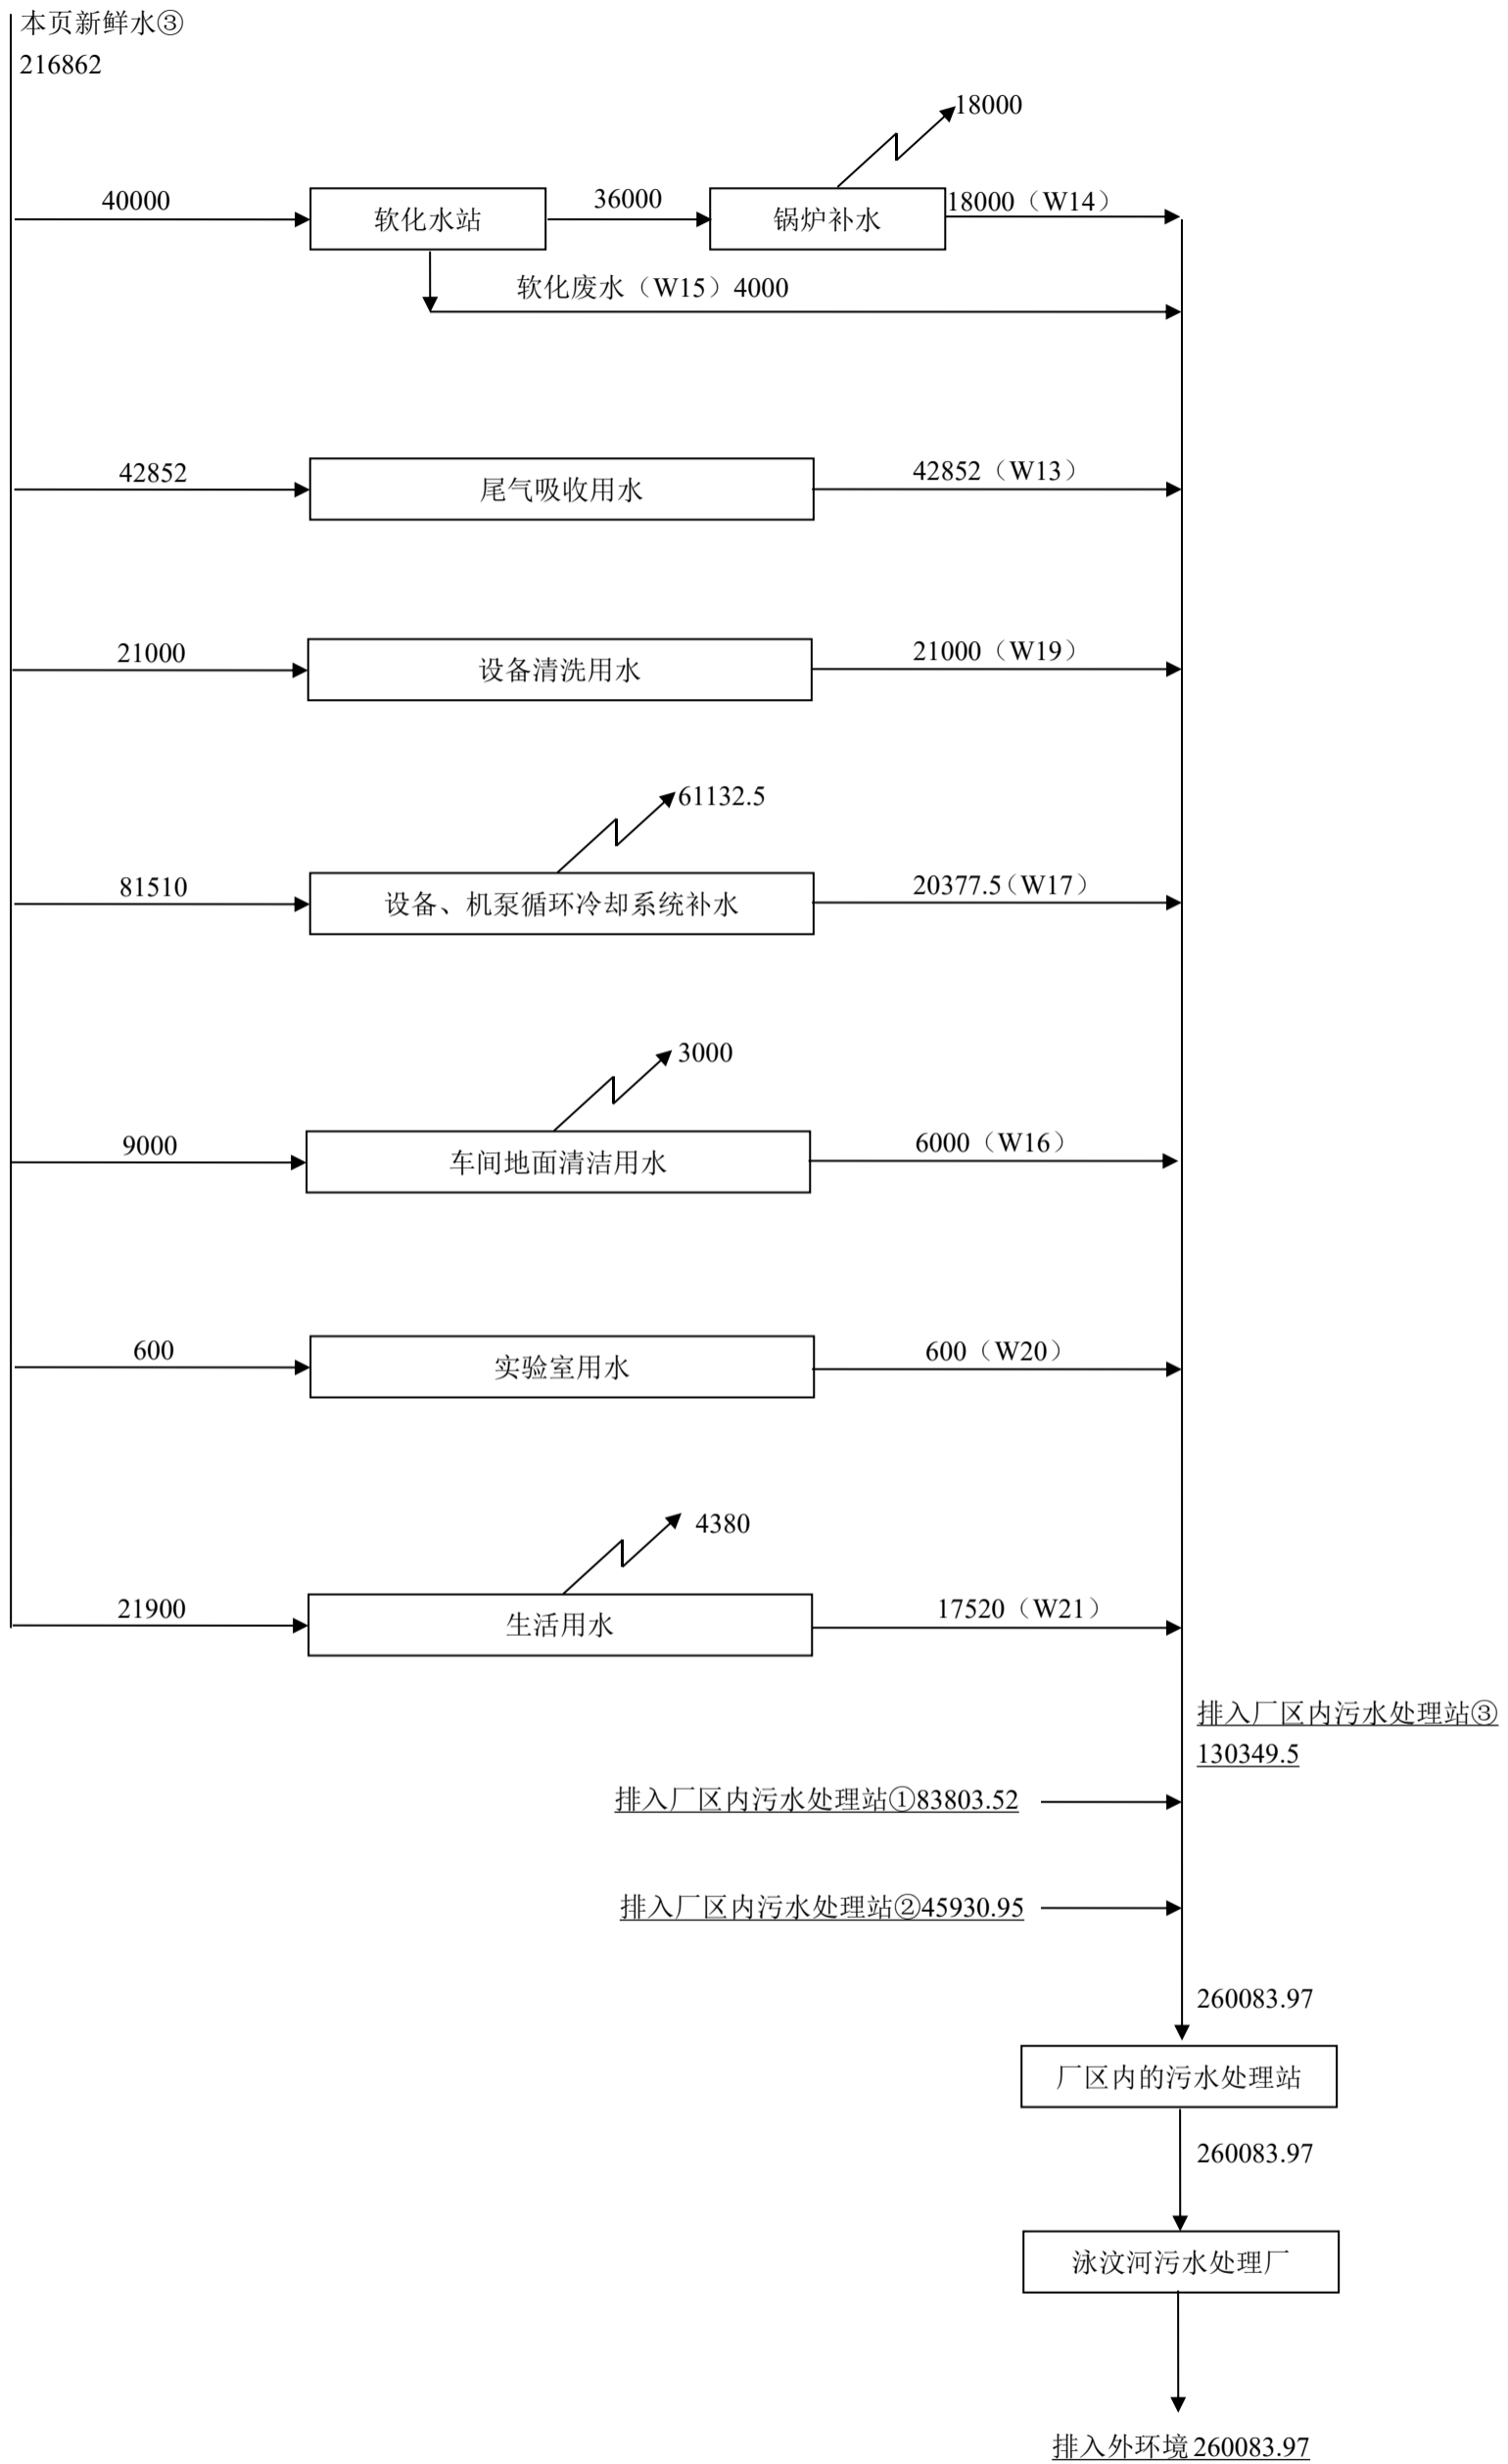 本页新鲜水③
216862
18000
40000
软化水站
36000
锅炉补水
18000（W14）
软化废水（W15）4000
42852
尾气吸收用水
42852（W13）
21000
设备清洗用水
21000（W19）
61132.5
81510
设备、机泵循环冷却系统补水
20377.5（W17）
3000
9000
车间地面清洁用水
6000（W16）
600
实验室用水
600（W20）
4380
21900
生活用水
17520（W21）
排入厂区内污水处理站③
130349.5
排入厂区内污水处理站①83803.52
排入厂区内污水处理站②45930.95
260083.97
厂区内的污水处理站
260083.97
泳汶河污水处理厂
排入外环境260083.97